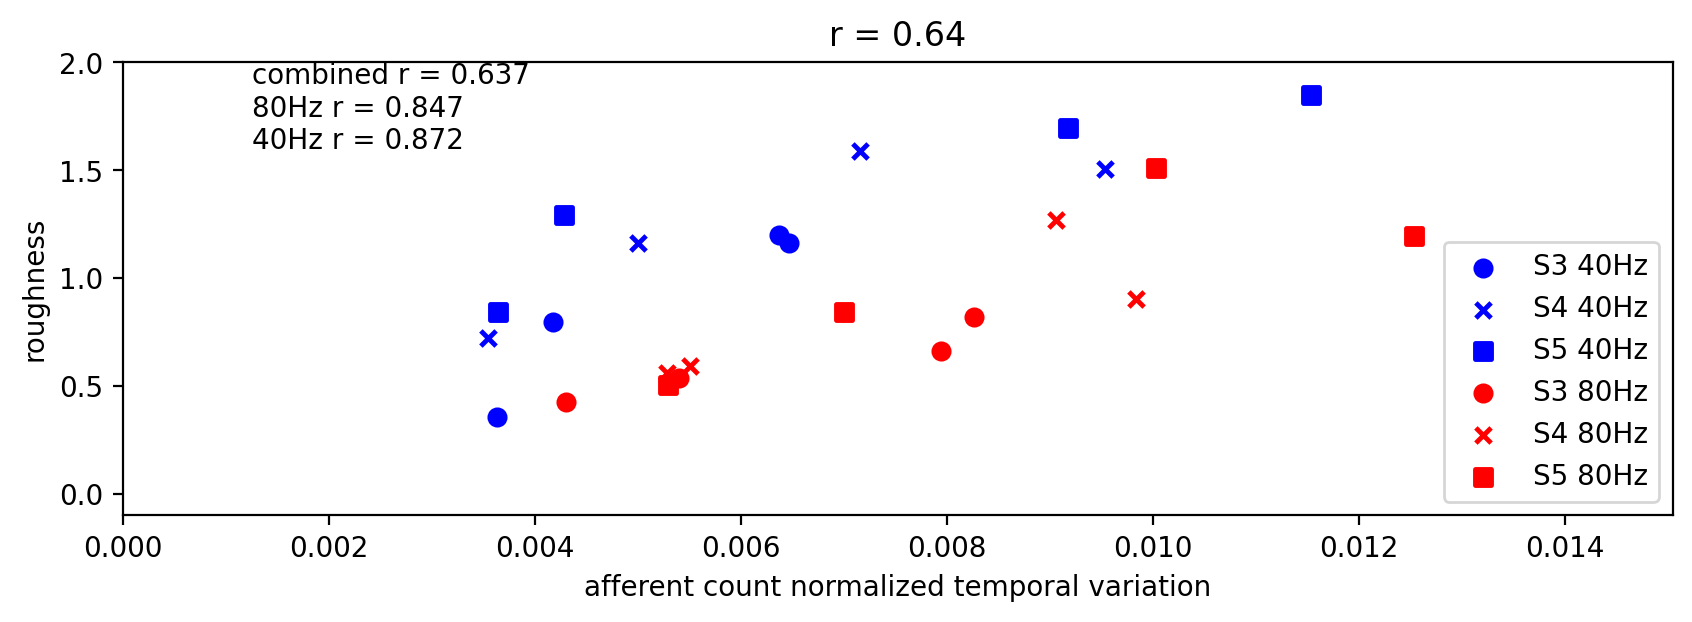 r = 0.64
combined r = 0.637
80Hz r = 0.847
40Hz r = 0.872
roughness
2.0
1.5
1.0
0.5
0.0
S3 40Hz
S4 40Hz
S5 40Hz
S3 80Hz
S4 80Hz
S5 80Hz
0.000 0.002 0.004 0.006 0.008 0.010 0.012 0.014
afferent count normalized temporal variation